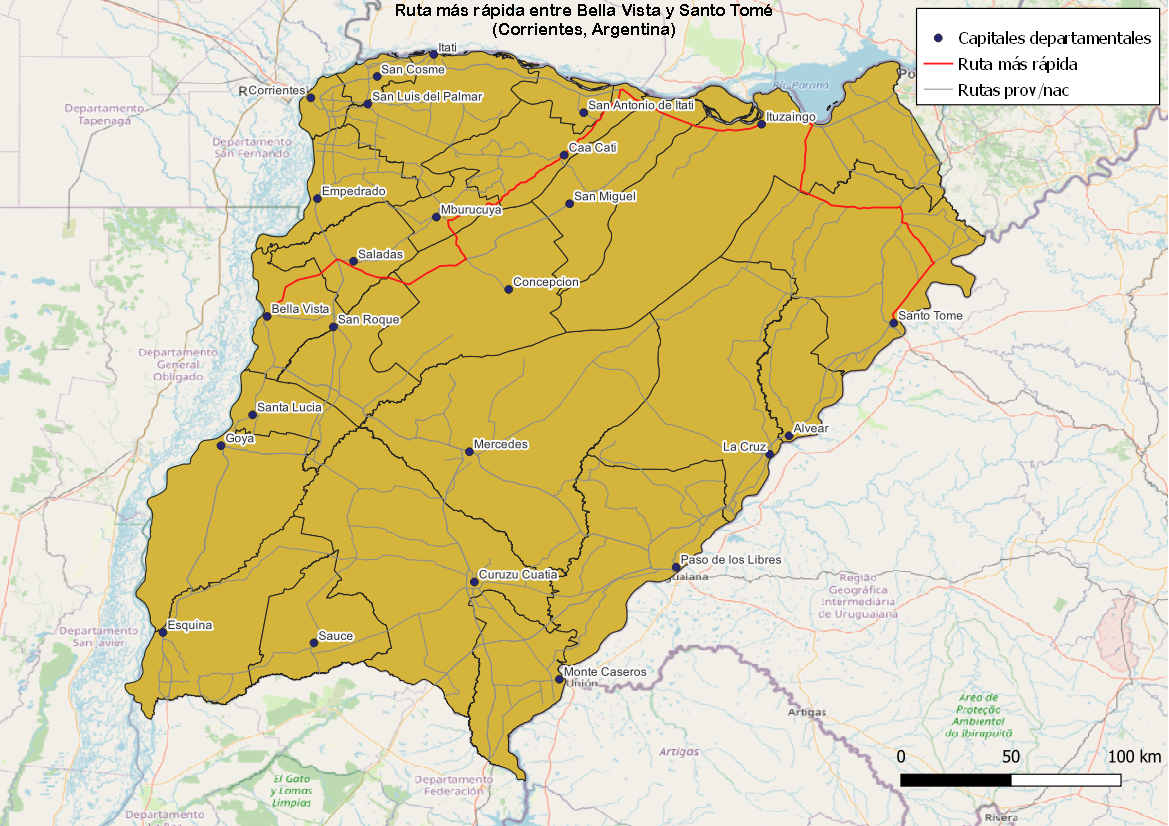 Ruta más rápida entre Bella Vista y Santo Tomé
(Corrientes, Argentina)
Capitales departamentales
Ruta más rápida
Rutas prov/nac
Itati
San Cosme
Corrientes
San Luis del Palmar
San Antonio de Itati
Río Paraná
Ituzaingo
Departamento
Tapenagá
Departamento
San Fernando
Caa Cati
Empedrado
San Miguel
Mburucuya
Saladas
Concepcion
Bella Vista
San Roque
Santo Tome
Departamento
General
Obligado
Santa Lucia
Goya
Mercedes
Alvear
La Cruz
Paso de los Libres
guaiana
Curuzu Cuatia
Região
Geográfica
Intermediária
de Uruguaiana
Esquina
Departamento
San Javier
Sauce
Monte Caseros
Unión
Artigas
Área de
Proteção
Ambiental
do Ibirapuitã
Artigas
El Gato
y Lomas
Limpias
Departamento
Federación
Departamento
Rivera
0 50 100 km